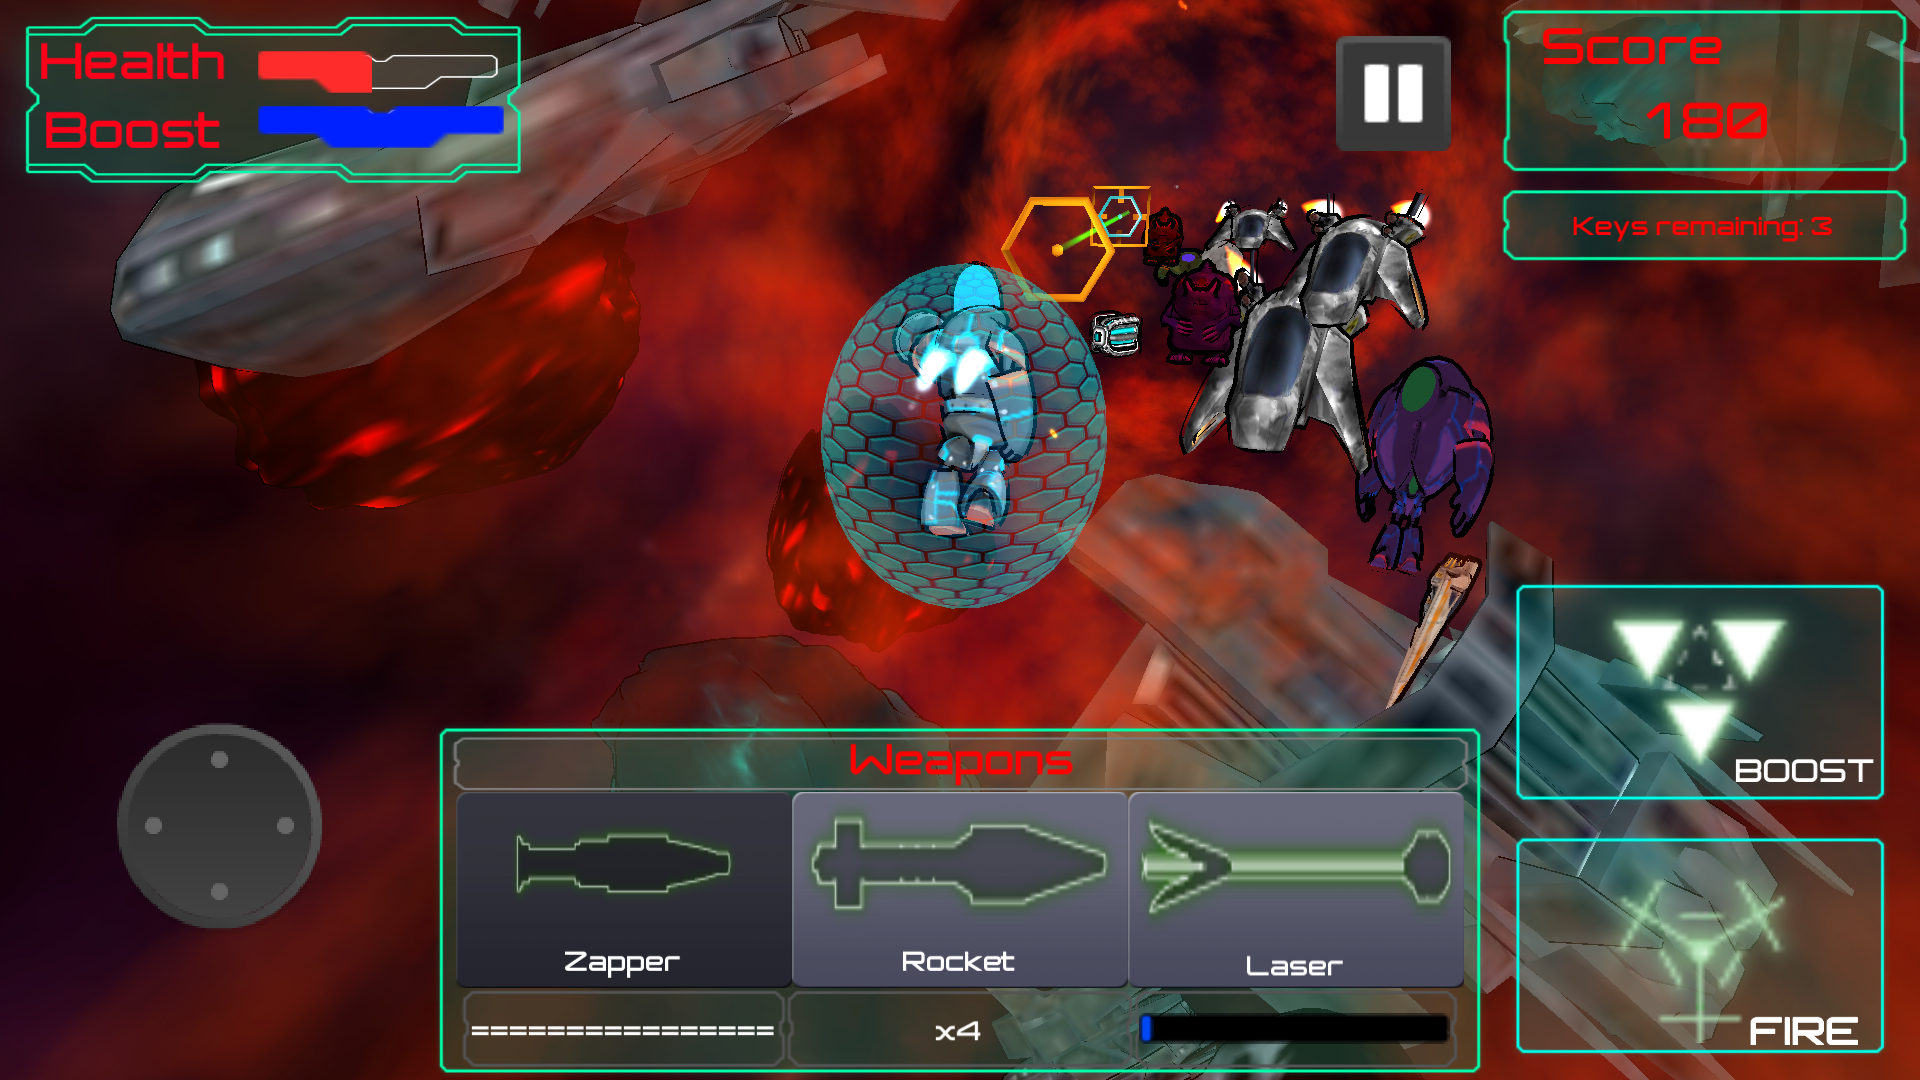 Health
Boost
Score
180
Keys remaining: 3
Weapons
Zapper
Rocket
Laser
================
x4
BOOST
FIRE